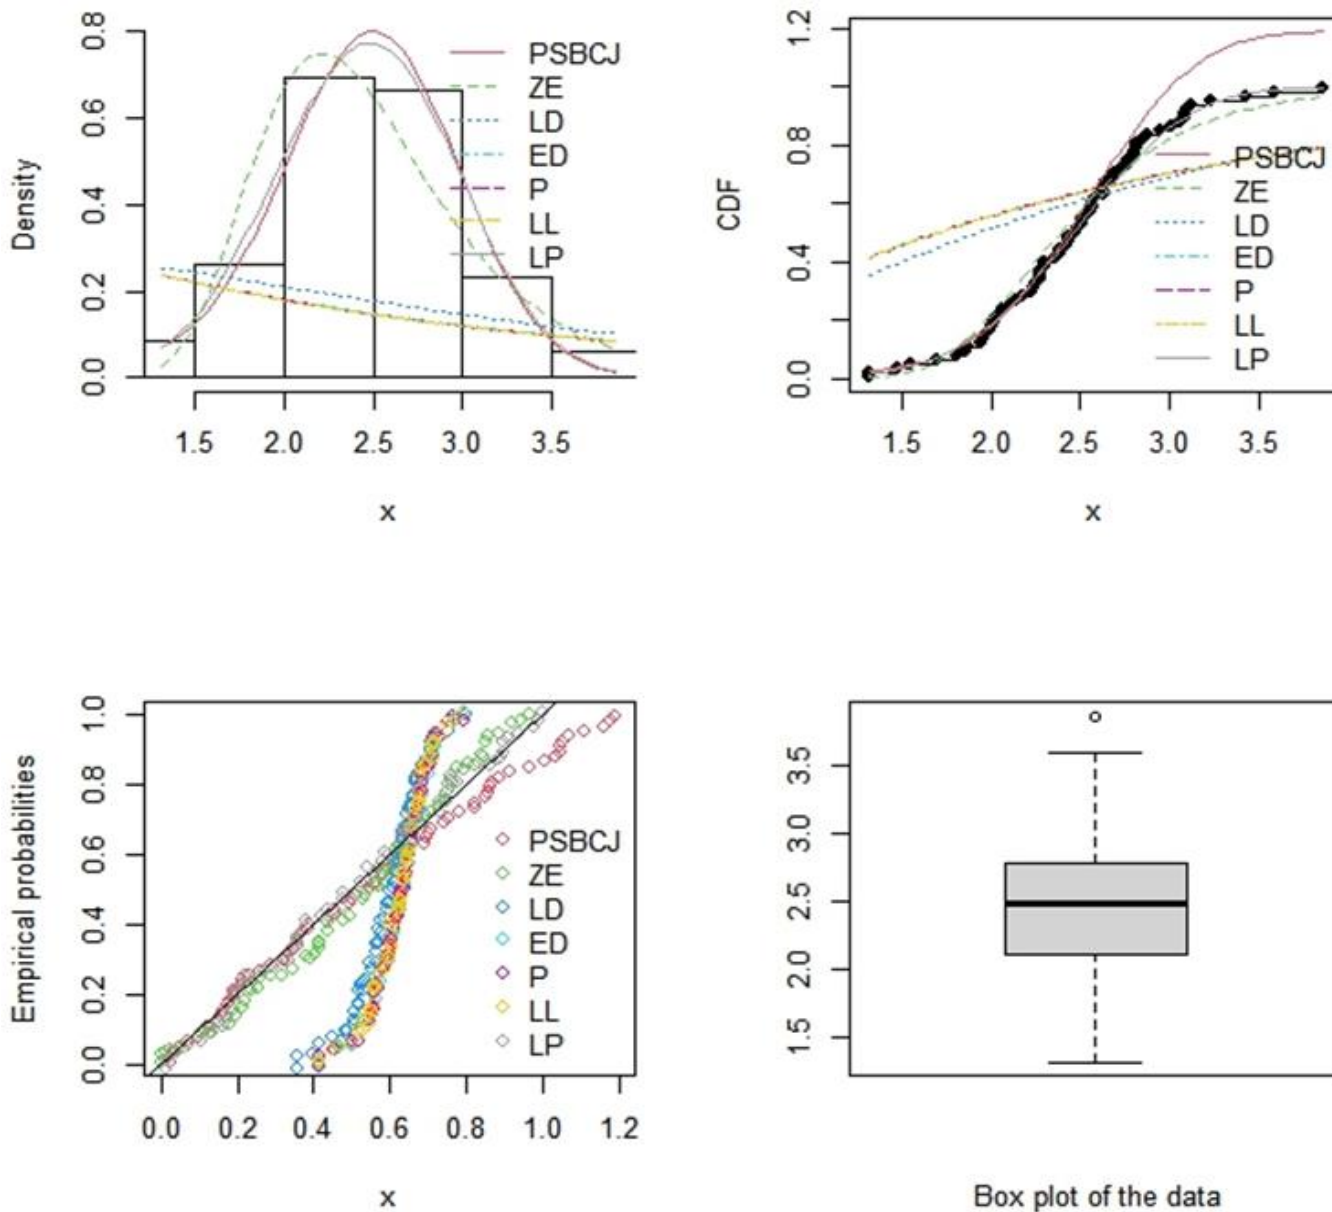 Density
0.0
0.2
0.4
0.6
0.8
PSBCJ
ZE
LD
ED
P
LL
LP
1.5
2.0
2.5
3.0
3.5
x
CDF
0.0
0.4
0.8
1.2
PSBCJ
ZE
LD
ED
P
LL
LP
1.5
2.0
2.5
3.0
3.5
x
Empirical probabilities
0.0
0.2
0.4
0.6
0.8
1.0
PSBCJ
ZE
LD
ED
P
LL
LP
0.0
0.2
0.4
0.6
0.8
1.0
1.2
x
1.5
2.0
2.5
3.0
3.5
Box plot of the data